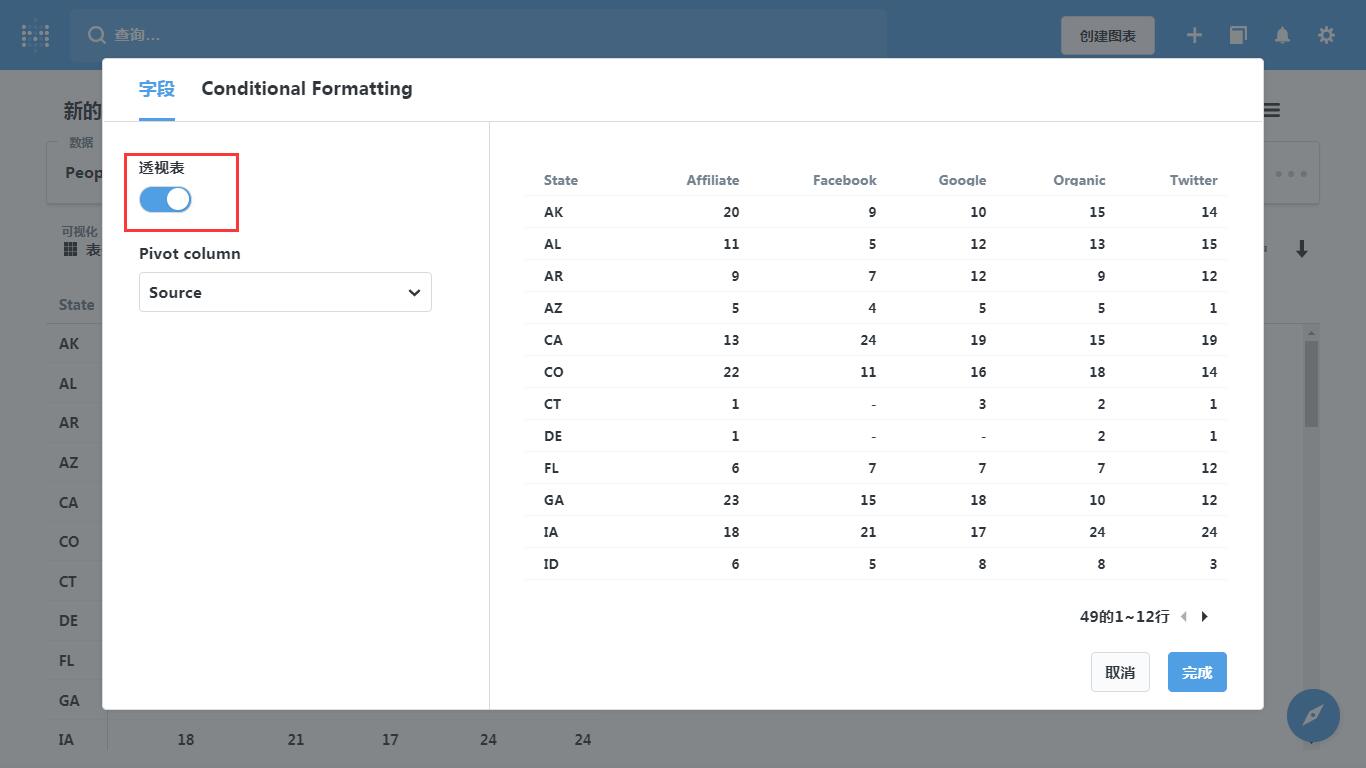 查询...
创建图表
新的
数据
Peop
可视化
表
State
AK
AL
AR
AZ
CA
CO
CT
DE
FL
GA
IA 18 21 17 24 24
字段 Conditional Formatting
透视表
Pivot column
Source
State Affiliate Facebook Google Organic Twitter
AK 20 9 10 15 14
AL 11 5 12 13 15
AR 9 7 12 9 12
AZ 5 4 5 5 1
CA 13 24 19 15 19
CO 22 11 16 18 14
CT 1 - 3 2 1
DE 1 - - 2 1
FL 6 7 7 7 12
GA 23 15 18 10 12
IA 18 21 17 24 24
ID 6 5 8 8 3
49的1~12行
取消 完成